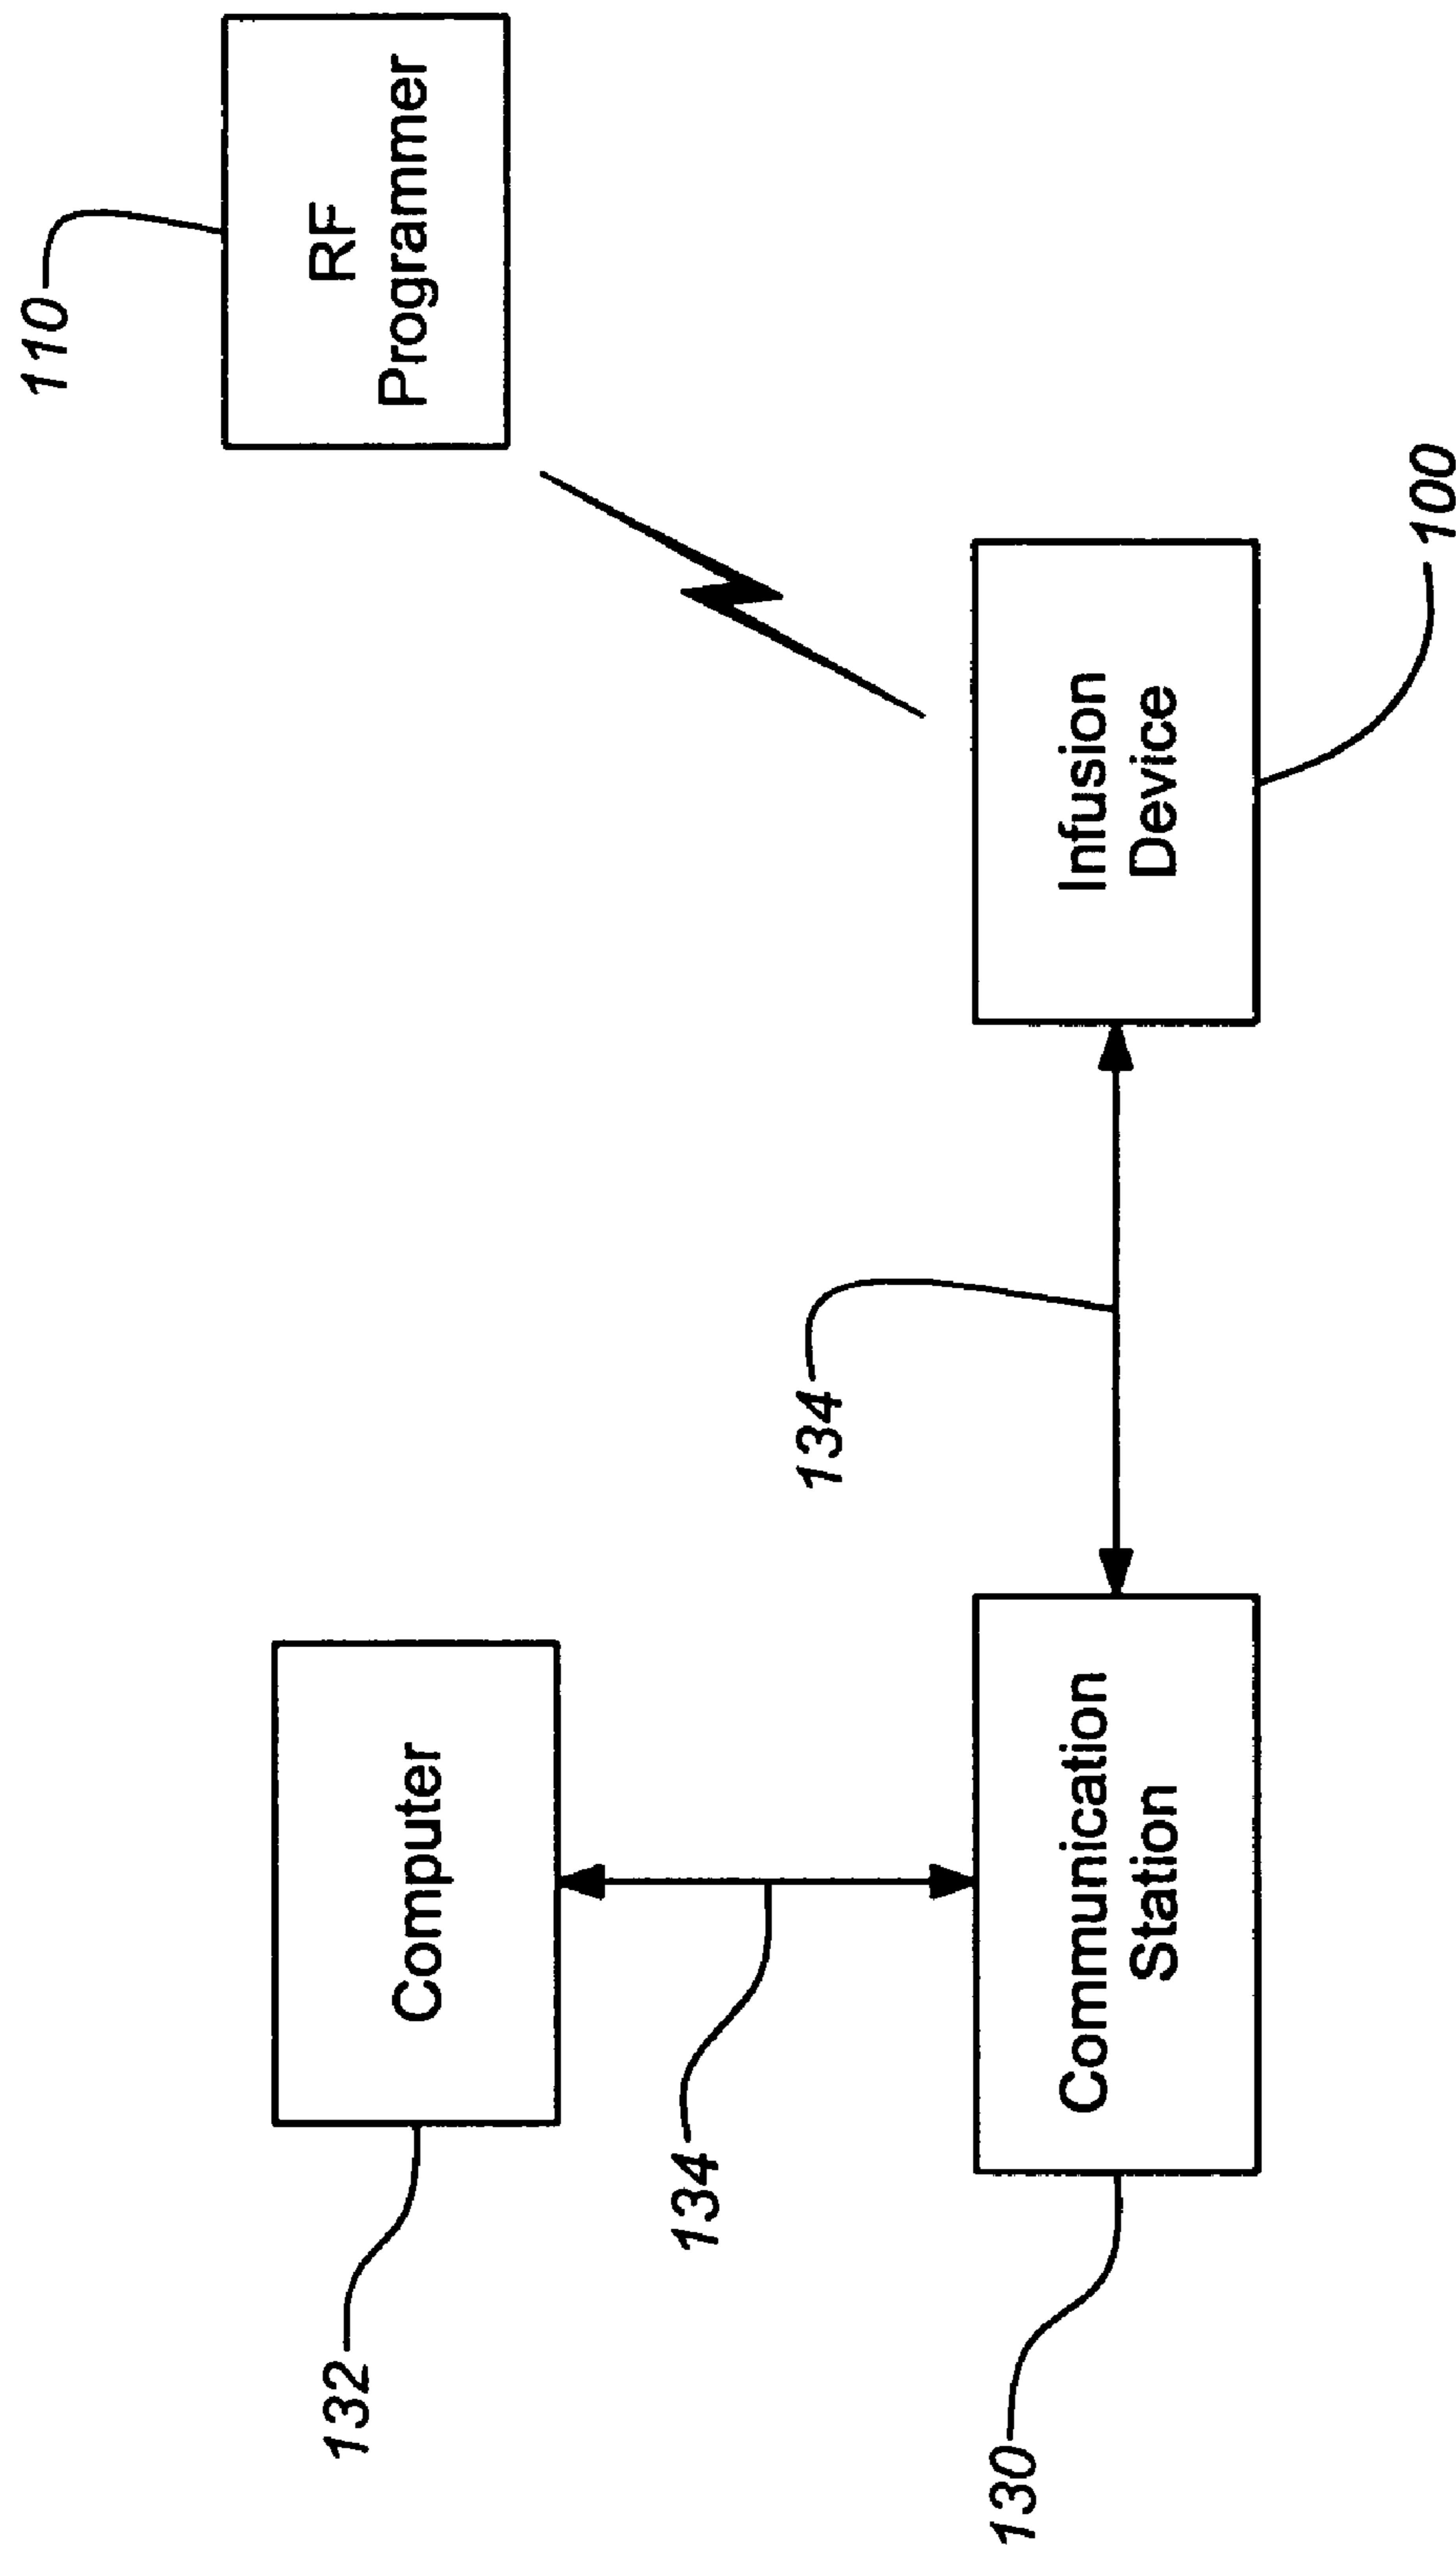 110
RF
Programmer
132
Computer
134
134
130
Communication
Station
Infusion
Device
100